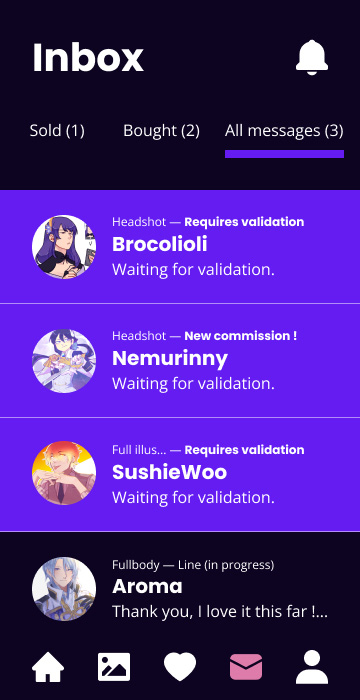 Inbox
Sold (1) Bought (2) All messages (3)
Headshot — Requires validation
Brocolioli
Waiting for validation.
Headshot — New commission !
Nemurinny
Waiting for validation.
Full illus... — Requires validation
SushieWoo
Waiting for validation.
Fullbody — Line (in progress)
Aroma
Thank you, I love it this far !...